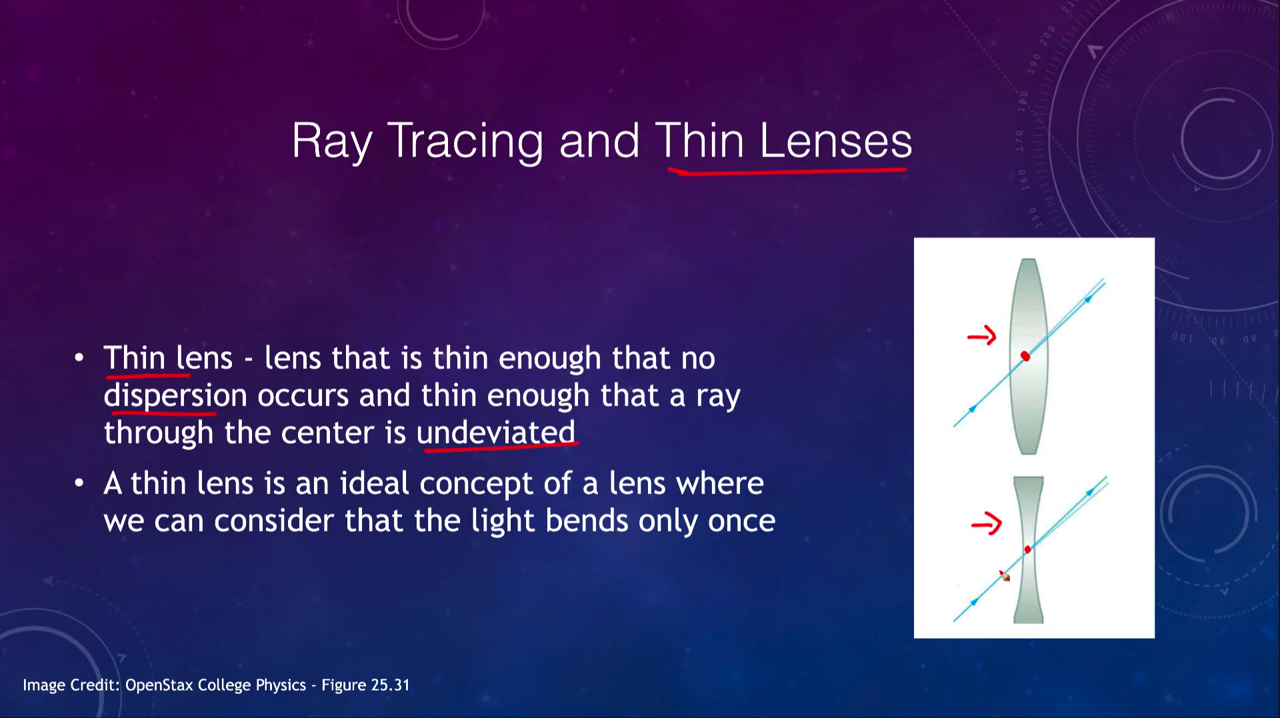 Ray Tracing and Thin Lenses
• Thin lens - lens that is thin enough that no
dispersion occurs and thin enough that a ray
through the center is undeviated
• A thin lens is an ideal concept of a lens where
we can consider that the light bends only once
Image Credit: OpenStax College Physics - Figure 25.31